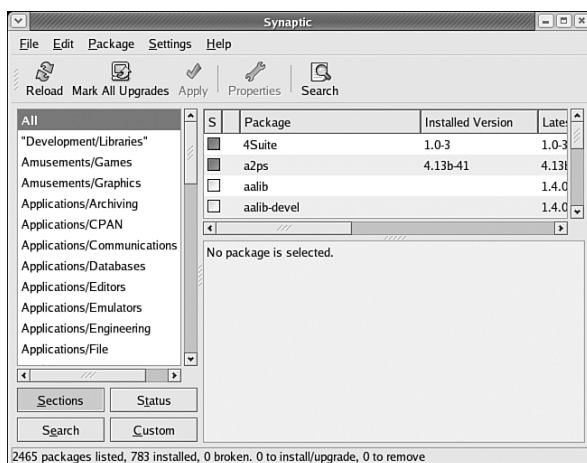 Synaptic
File Edit Package Settings Help
Reload Mark All Upgrades Apply Properties Search
All
"Development/Libraries"
Amusements/Games
Amusements/Graphics
Applications/Archiving
Applications/CPAN
Applications/Communications
Applications/Databases
Applications/Editors
Applications/Emulators
Applications/Engineering
Applications/File
Sections Status
Search Custom
S Package Installed Version Lates
4Suite 1.0-3 1.0-3
a2ps 4.13b-41 4.13b
aalib 1.4.0
aalib-devel 1.4.0
No package is selected.
2465 packages listed, 783 installed, 0 broken. 0 to install/upgrade, 0 to remove